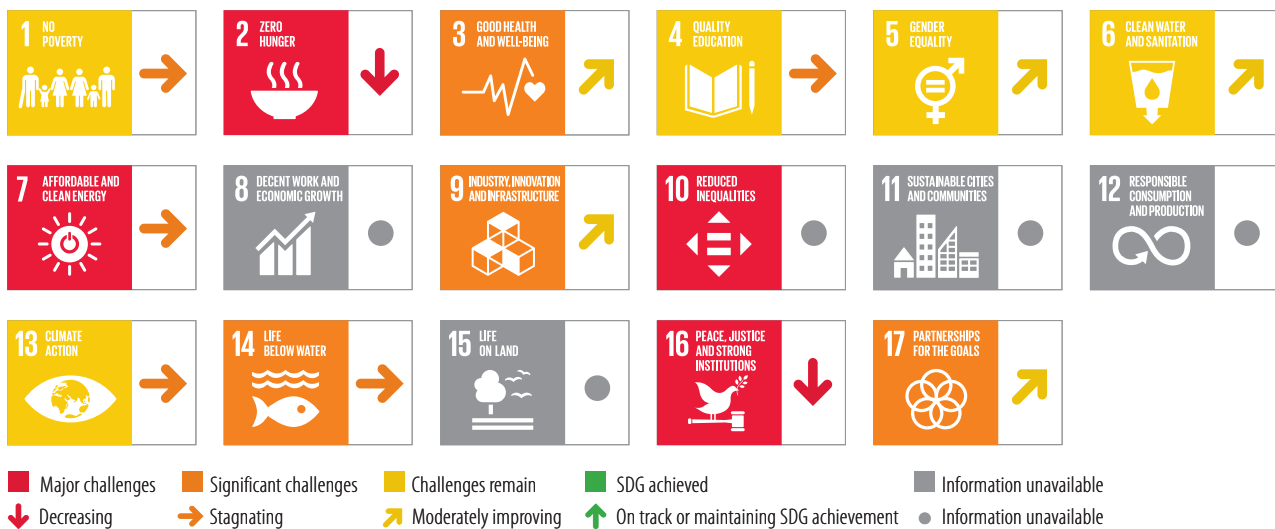 1 NO
POVERTY
2 ZERO
HUNGER
3 GOOD HEALTH
AND WELL-BEING
4 QUALITY
EDUCATION
5 GENDER
EQUALITY
6 CLEAN WATER
AND SANITATION
7 AFFORDABLE AND
CLEAN ENERGY
8 DECENT WORK AND
ECONOMIC GROWTH
9 INDUSTRY, INNOVATION
AND INFRASTRUCTURE
10 REDUCED
INEQUALITIES
11 SUSTAINABLE CITIES
AND COMMUNITIES
12 RESPONSIBLE
CONSUMPTION
AND PRODUCTION
13 CLIMATE
ACTION
14 LIFE
BELOW WATER
15 LIFE
ON LAND
16 PEACE, JUSTICE
AND STRONG
INSTITUTIONS
17 PARTNERSHIPS
FOR THE GOALS
Major challenges
Significant challenges
Challenges remain
SDG achieved
Information unavailable
Decreasing
Stagnating
Moderately improving
On track or maintaining SDG achievement
Information unavailable